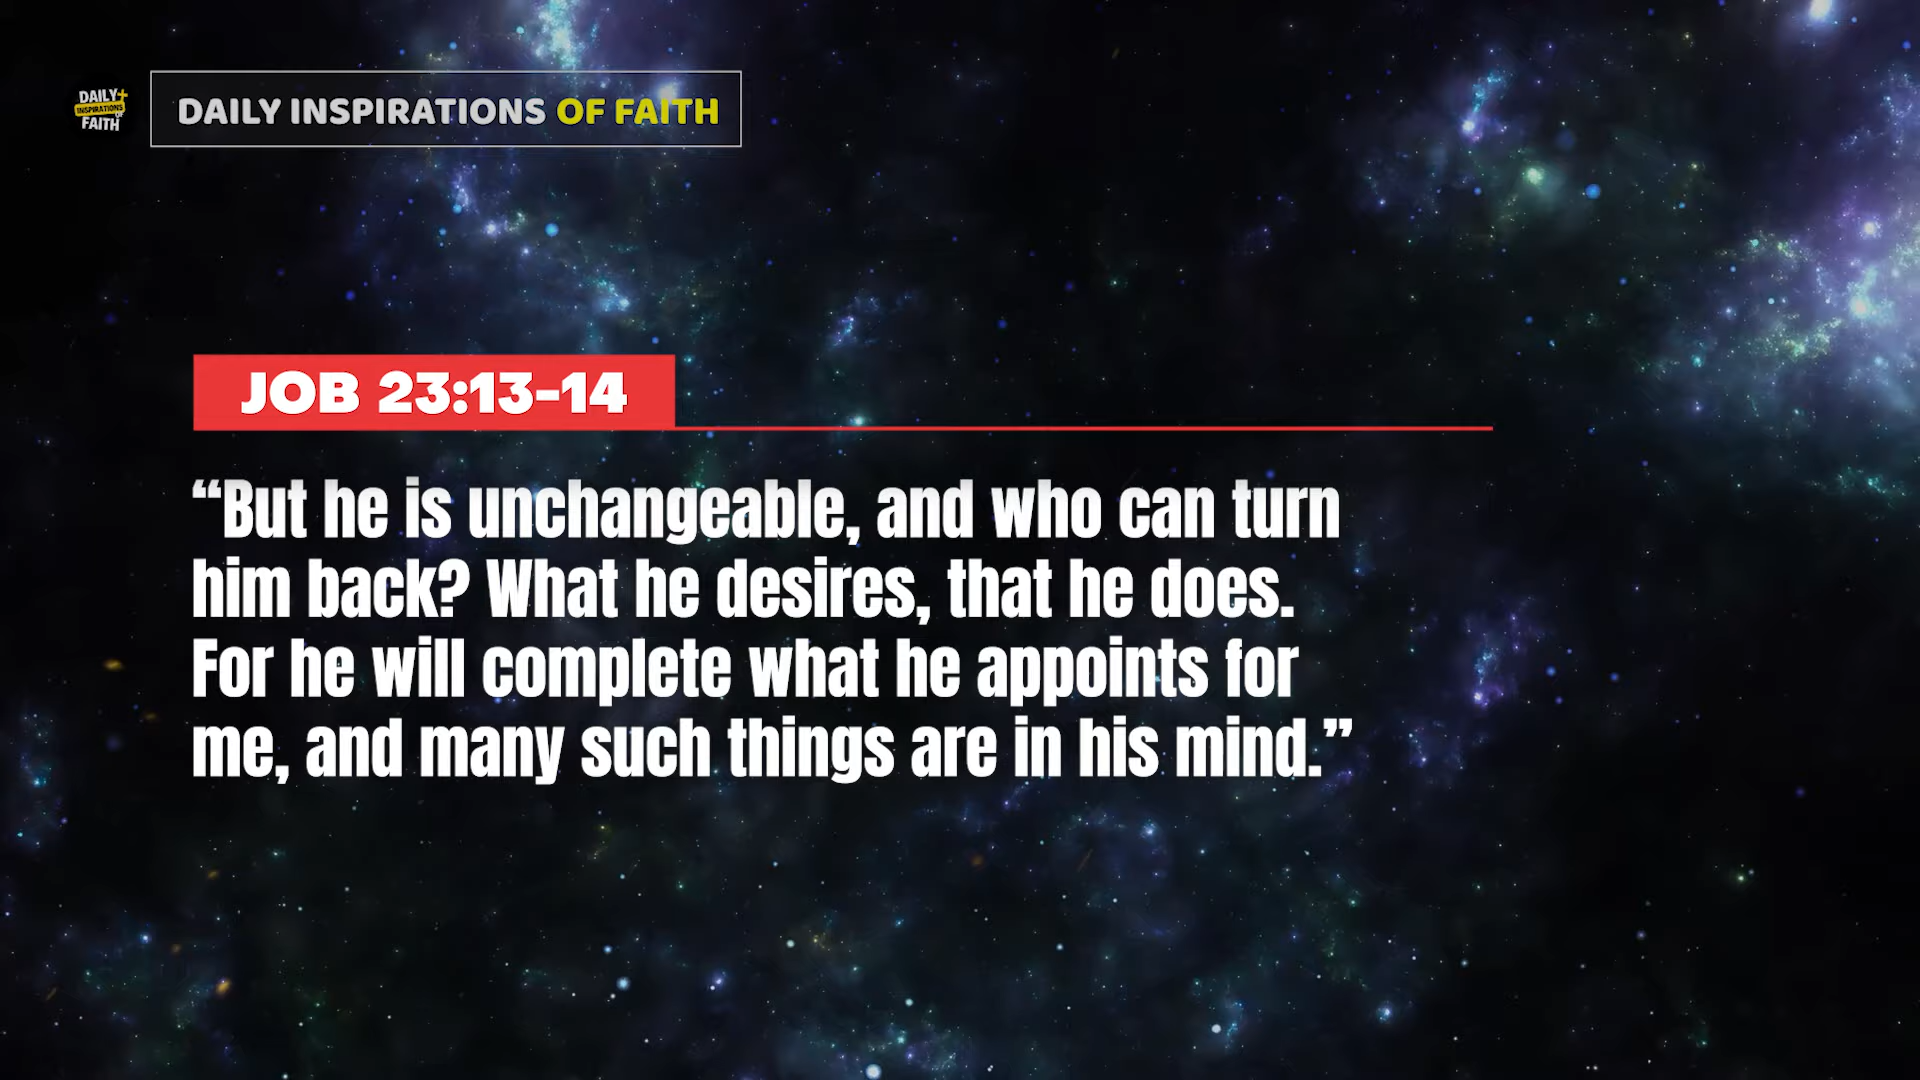 DAILY
INSPIRATIONS
OF
FAITH
DAILY INSPIRATIONS OF FAITH
JOB 23:13-14
“But he is unchangeable, and who can turn
him back? What he desires, that he does.
For he will complete what he appoints for
me, and many such things are in his mind.”